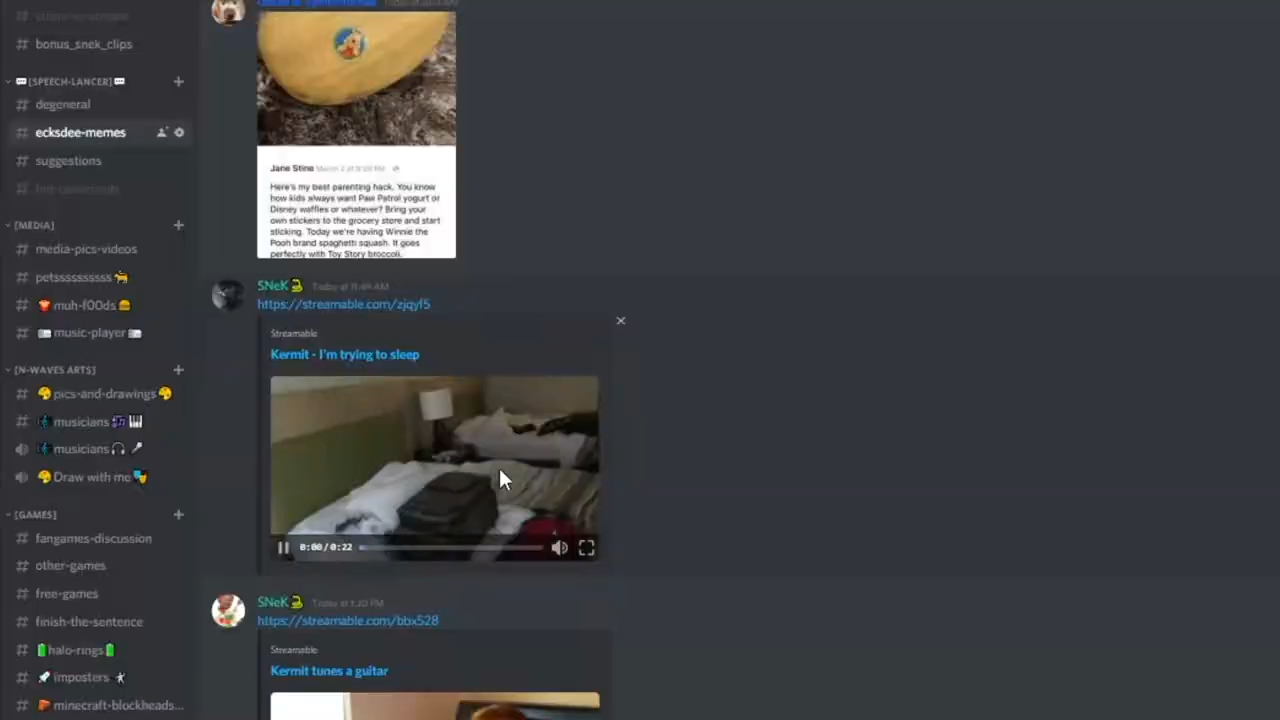 bonus_snek_clips
[SPEECH-LANCER]
degeneral
ecksdee-memes
suggestions
[MEDIA]
media-pics-videos
petssssssssss
muh-f00ds
music-player
[N-WAVES ARTS]
pics-and-drawings
musicians
musicians
Draw with me
[GAMES]
fangames-discussion
other-games
free-games
finish-the-sentence
halo-rings
imposters
minecraft-blockheads...
Jane Stine March 2 at
Here's my best parenting hack. You know
how kids always want Paw Patrol yogurt or
Disney waffles or whatever? Bring your
own stickers to the grocery store and start
sticking. Today we're having Winnie the
Pooh brand spaghetti squash. It goes
perfectly with Toy Story broccoli.
SNeK Today at 11:49 AM
https://streamable.com/zjqyf5
Streamable
Kermit - I'm trying to sleep
0:00/0:22
SNeK Today at 1:20 PM
https://streamable.com/bbx528
Streamable
Kermit tunes a guitar